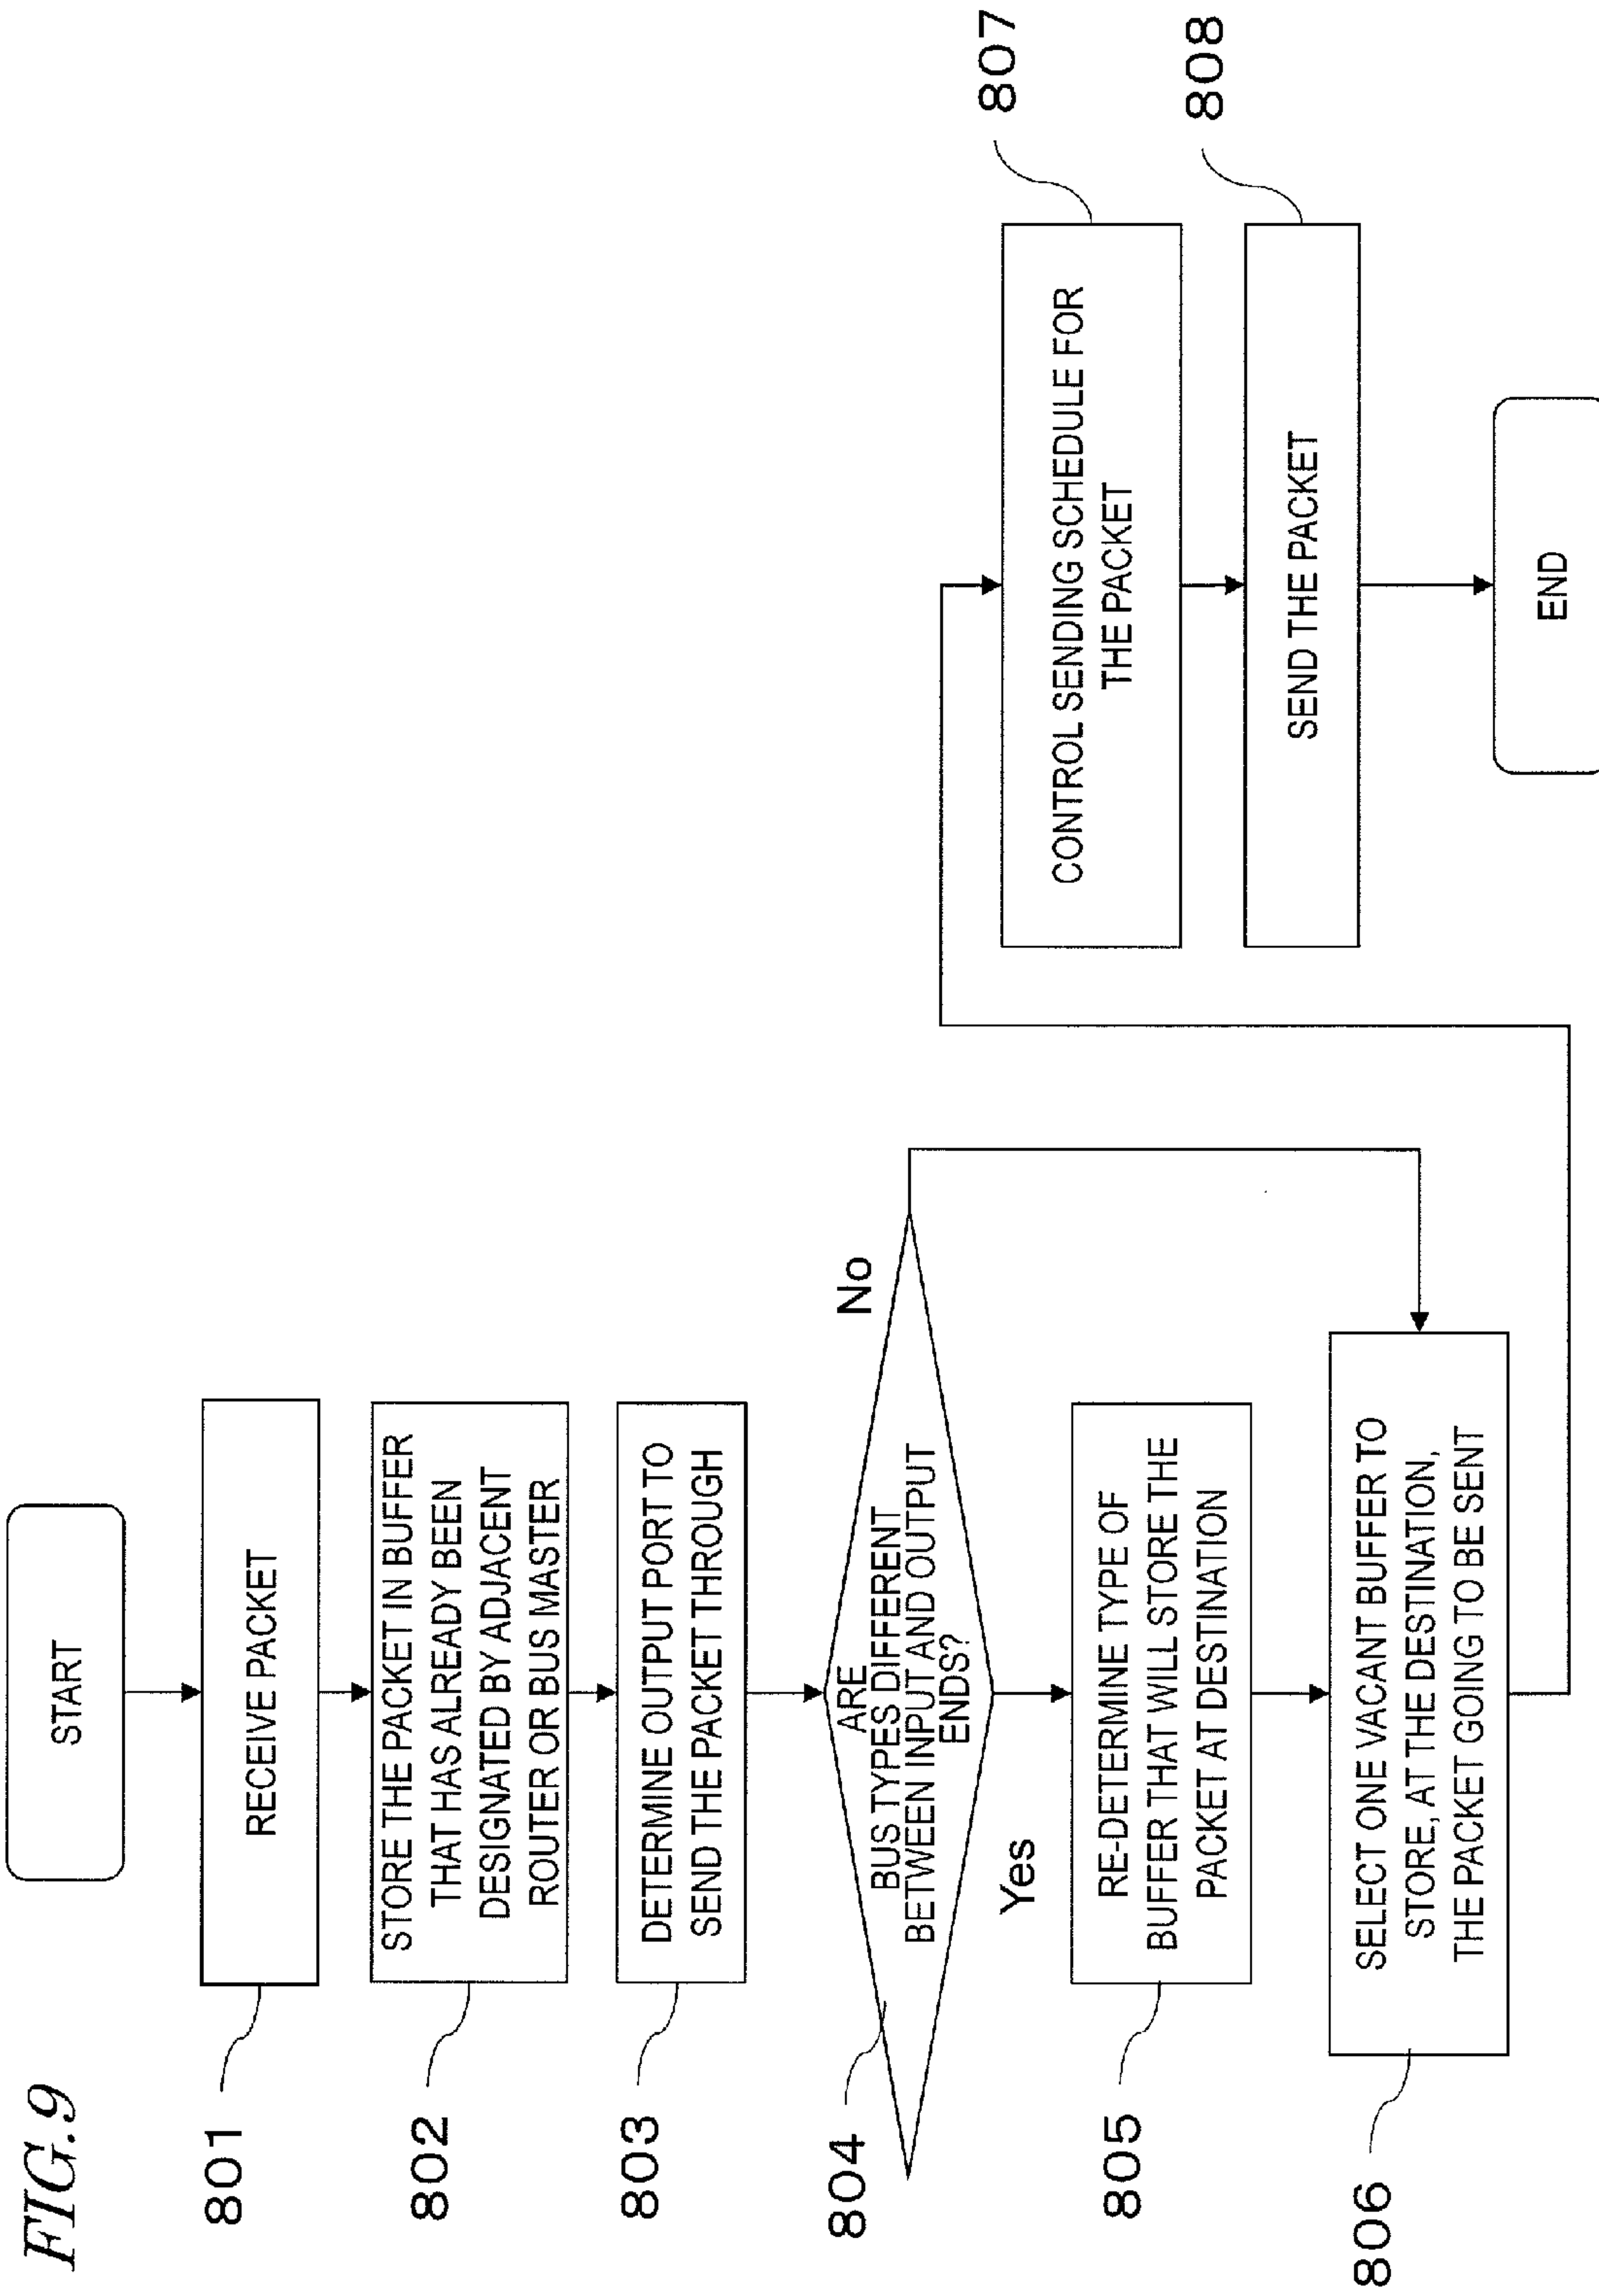 FIG.9
START
801
RECEIVE PACKET
802
STORE THE PACKET IN BUFFER
THAT HAS ALREADY BEEN
DESIGNATED BY ADJACENT
ROUTER OR BUS MASTER
803
DETERMINE OUTPUT PORT TO
SEND THE PACKET THROUGH
804
ARE
BUS TYPES DIFFERENT
BETWEEN INPUT AND OUTPUT
ENDS?
No
Yes
805
RE-DETERMINE TYPE OF
BUFFER THAT WILL STORE THE
PACKET AT DESTINATION
806
SELECT ONE VACANT BUFFER TO
STORE, AT THE DESTINATION,
THE PACKET GOING TO BE SENT
807
CONTROL SENDING SCHEDULE FOR
THE PACKET
808
SEND THE PACKET
END